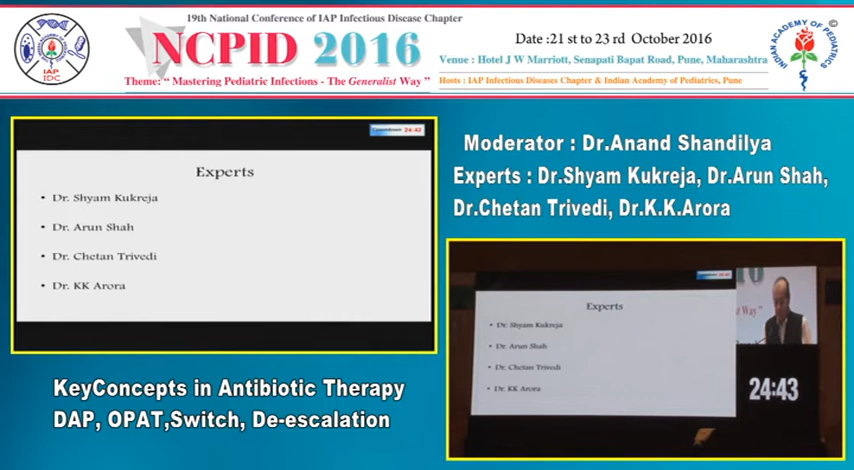 19th National Conference of IAP Infectious Disease Chapter
NCPID 2016
Theme: “ Mastering Pediatric Infections - The Generalist Way ”
Date :21 st to 23 rd October 2016
Venue : Hotel J W Marriott, Senapati Bapat Road, Pune, Maharashtra
Hosts : IAP Infectious Diseases Chapter & Indian Academy of Pediatrics, Pune
IAP
IDC
INDIAN ACADEMY OF PEDIATRICS
©
Countdown 24:42
Experts
• Dr. Shyam Kukreja
• Dr. Arun Shah
• Dr. Chetan Trivedi
• Dr. KK Arora
Moderator : Dr.Anand Shandilya
Experts : Dr.Shyam Kukreja, Dr.Arun Shah,
Dr.Chetan Trivedi, Dr.K.K.Arora
Experts
• Dr. Shyam Kukreja
• Dr. Arun Shah
• Dr. Chetan Trivedi
• Dr. KK Arora
Way ”
24:43
KeyConcepts in Antibiotic Therapy
DAP, OPAT,Switch, De-escalation